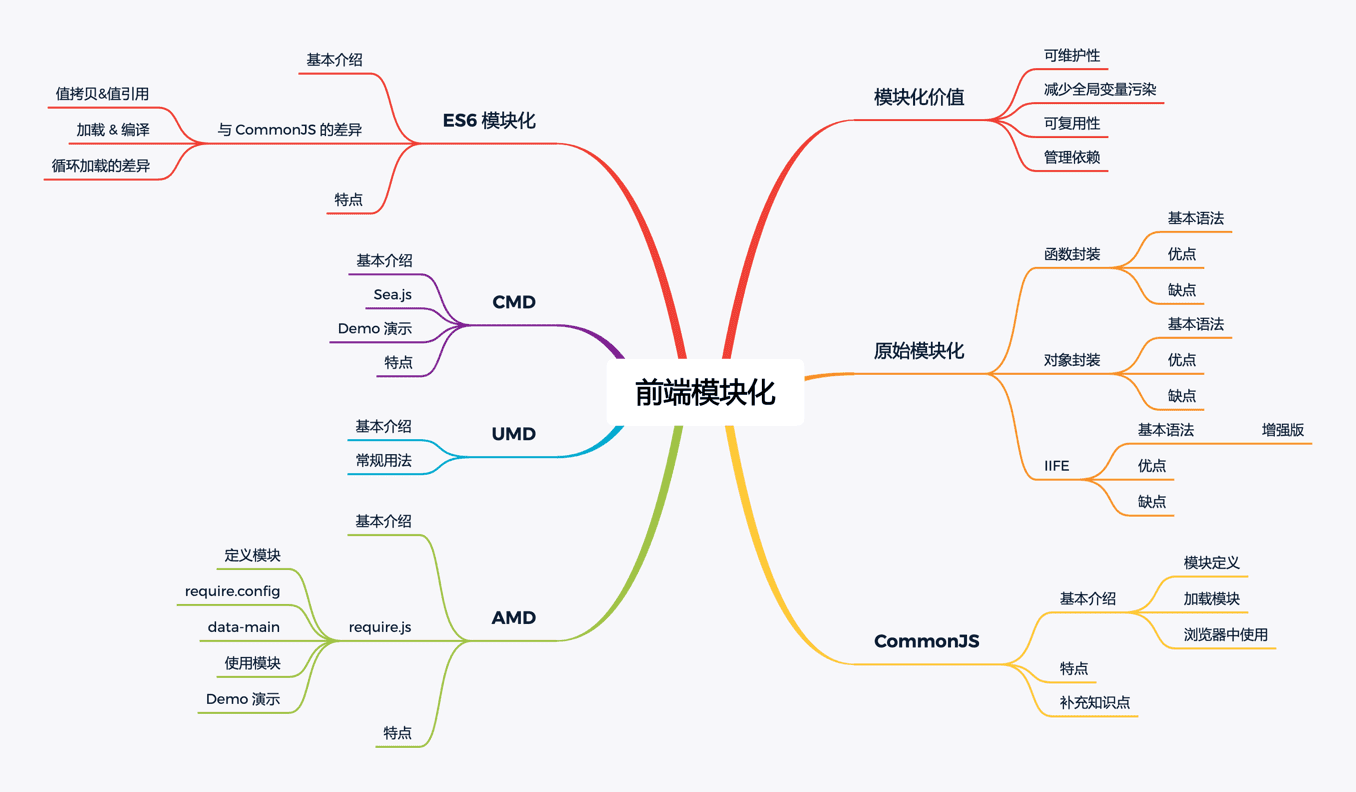 前端模块化
模块化价值
可维护性
减少全局变量污染
可复用性
管理依赖
原始模块化
函数封装
基本语法
优点
缺点
对象封装
基本语法
优点
缺点
IIFE
基本语法
增强版
优点
缺点
CommonJS
基本介绍
模块定义
加载模块
浏览器中使用
特点
补充知识点
ES6 模块化
基本介绍
与 CommonJS 的差异
值拷贝&值引用
加载 & 编译
循环加载的差异
特点
CMD
基本介绍
Sea.js
Demo 演示
特点
UMD
基本介绍
常规用法
AMD
基本介绍
require.js
定义模块
require.config
data-main
使用模块
Demo 演示
特点